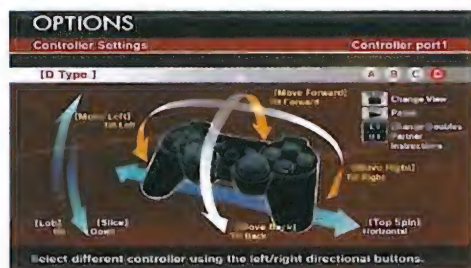 OPTIONS
Controller Settings Controller port1
[D Type ] A B C D
[Move Forward]
Tilt Forward
Change View
Pause
[Move Left]
Tilt Left
Change Doubles
Partner
Instructions
[Move Right]
Tilt Right
[Lob] [Slice] [Move Back] [Top Spin]
Down Tilt Back Horizontal
Select different controller using the left/right directional buttons.